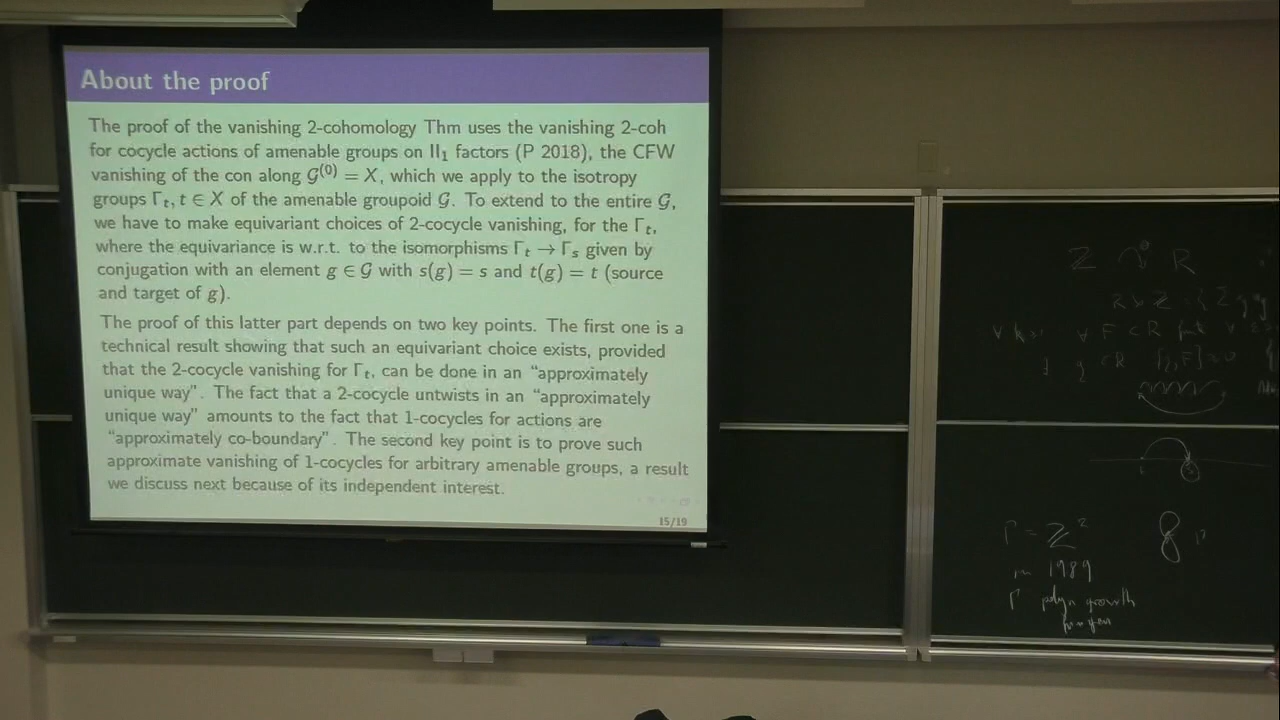 About the proof
The proof of the vanishing 2-cohomology Thm uses the vanishing 2-coh
for cocycle actions of amenable groups on II₁ factors (P 2018), the CFW
vanishing of the con along 𝒢⁽⁰⁾ = X, which we apply to the isotropy
groups Γₜ, t ∈ X of the amenable groupoid 𝒢. To extend to the entire 𝒢,
we have to make equivariant choices of 2-cocycle vanishing, for the Γₜ,
where the equivariance is w.r.t. to the isomorphisms Γₜ → Γₛ given by
conjugation with an element g ∈ 𝒢 with s(g) = s and t(g) = t (source
and target of g).
The proof of this latter part depends on two key points. The first one is a
technical result showing that such an equivariant choice exists, provided
that the 2-cocycle vanishing for Γₜ, can be done in an “approximately
unique way”. The fact that a 2-cocycle untwists in an “approximately
unique way” amounts to the fact that 1-cocycles for actions are
“approximately co-boundary”. The second key point is to prove such
approximate vanishing of 1-cocycles for arbitrary amenable groups, a result
we discuss next because of its independent interest.
15/19
Z ↷ R
Γ = Z²
in 1989
Γ polyn growth